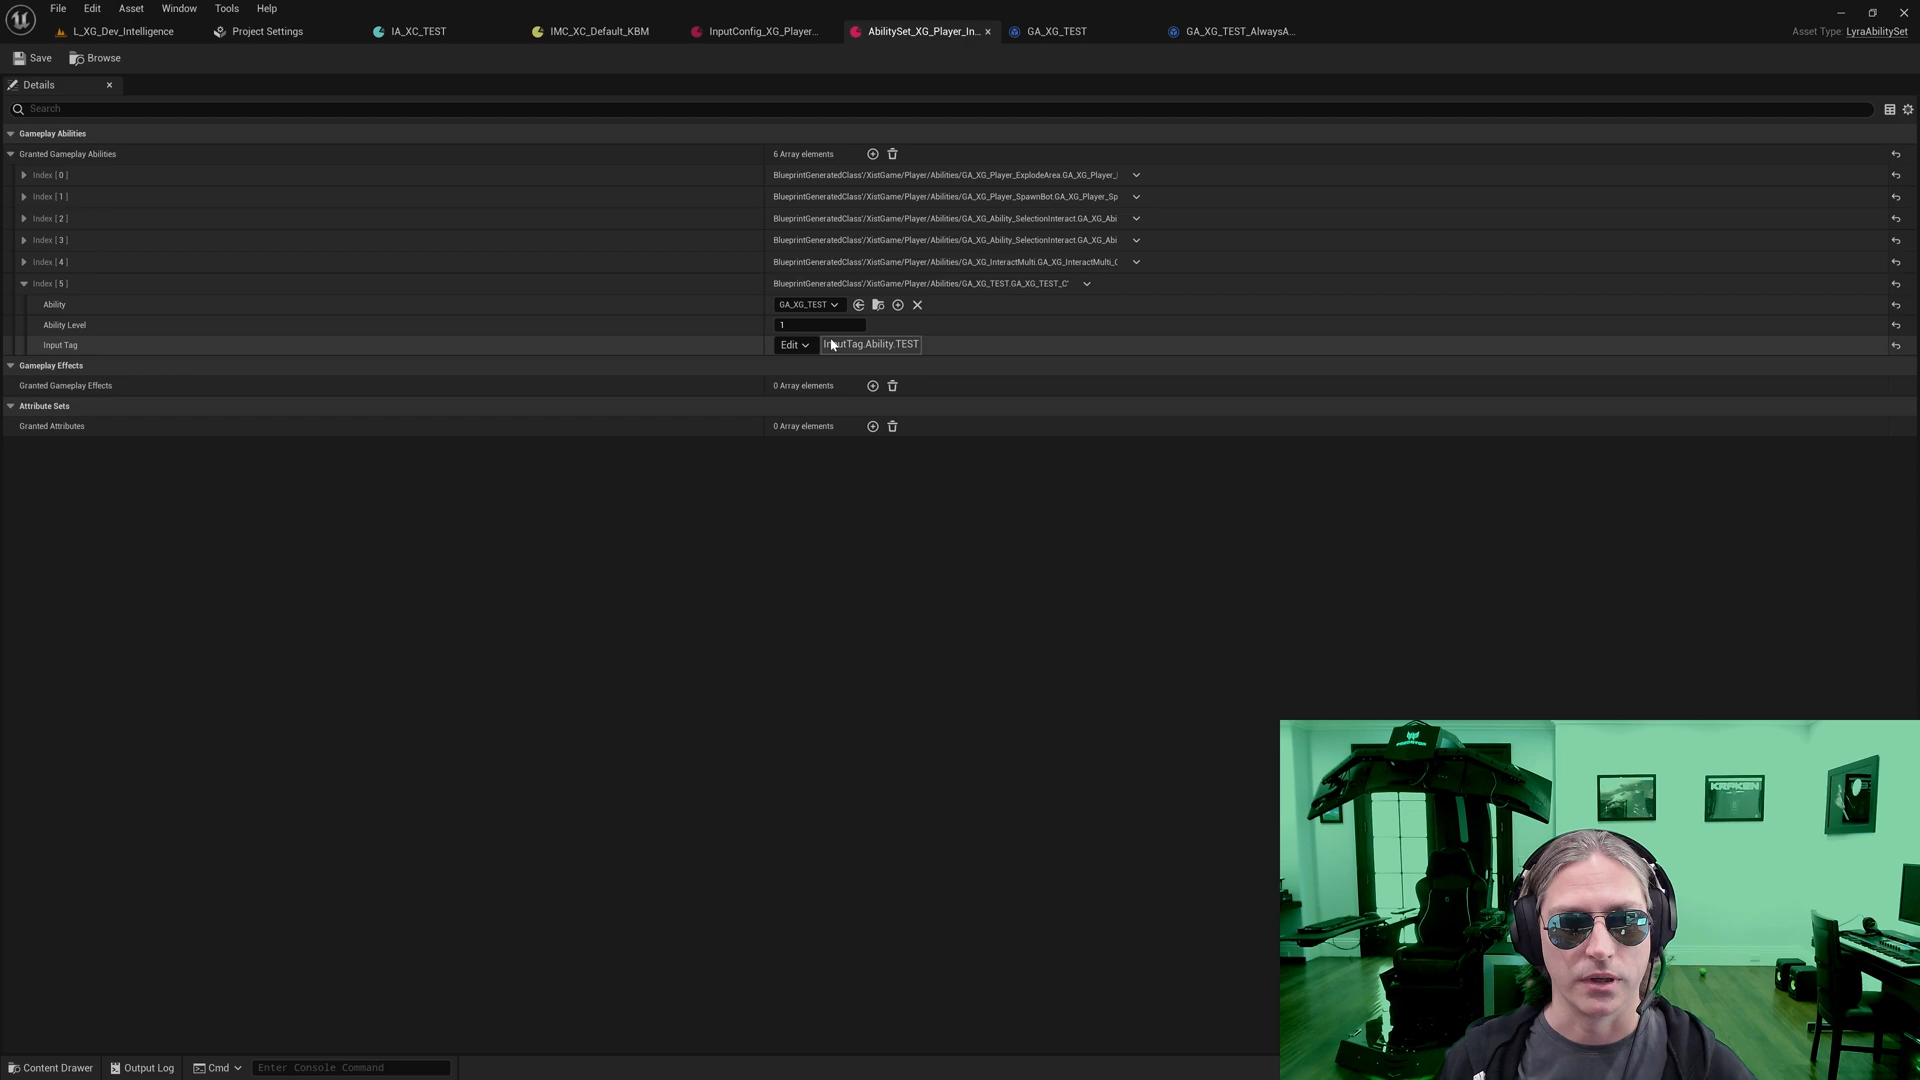 File Edit Asset Window Tools Help
L_XG_Dev_Intelligence Project Settings IA_XC_TEST IMC_XC_Default_KBM InputConfig_XG_Player... AbilitySet_XG_Player_In... GA_XG_TEST GA_XG_TEST_AlwaysA... Asset Type: LyraAbilitySet
Save Browse
Details
Search
Gameplay Abilities
Granted Gameplay Abilities 6 Array elements
Index [ 0 ] BlueprintGeneratedClass'/XistGame/Player/Abilities/GA_XG_Player_ExplodeArea.GA_XG_Player_
Index [ 1 ] BlueprintGeneratedClass'/XistGame/Player/Abilities/GA_XG_Player_SpawnBot.GA_XG_Player_Sp
Index [ 2 ] BlueprintGeneratedClass'/XistGame/Player/Abilities/GA_XG_Ability_SelectionInteract.GA_XG_Abi
Index [ 3 ] BlueprintGeneratedClass'/XistGame/Player/Abilities/GA_XG_Ability_SelectionInteract.GA_XG_Abi
Index [ 4 ] BlueprintGeneratedClass'/XistGame/Player/Abilities/GA_XG_InteractMulti.GA_XG_InteractMulti_C
Index [ 5 ] BlueprintGeneratedClass'/XistGame/Player/Abilities/GA_XG_TEST.GA_XG_TEST_C'
Ability GA_XG_TEST
Ability Level 1
Input Tag Edit InputTag.Ability.TEST
Gameplay Effects
Granted Gameplay Effects 0 Array elements
Attribute Sets
Granted Attributes 0 Array elements
PREDATOR
KRAKEN
Content Drawer Output Log Cmd Enter Console Command